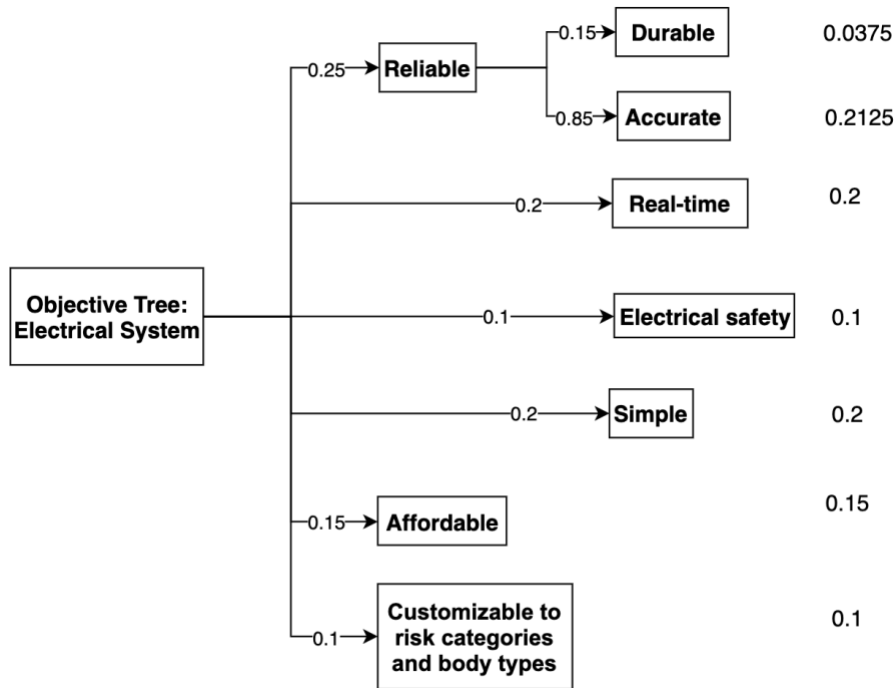 0.15
Durable
0.0375
0.25
Reliable
0.85
Accurate
0.2125
0.2
Real-time
0.2
Objective Tree:
Electrical System
0.1
Electrical safety
0.1
0.2
Simple
0.2
0.15
Affordable
0.15
0.1
Customizable to
risk categories
and body types
0.1